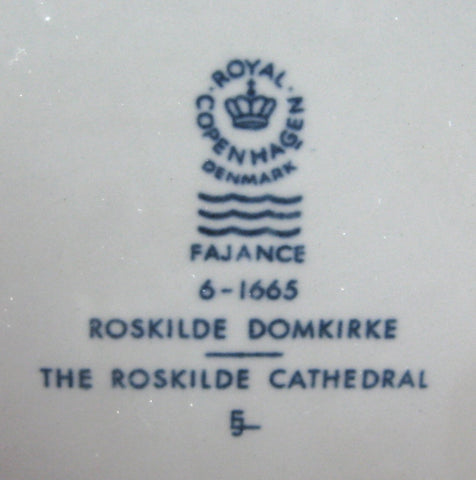 ROYAL
COPENHAGEN
DENMARK
FAJANCE
6-1665
ROSKILDE DOMKIRKE
THE ROSKILDE CATHEDRAL